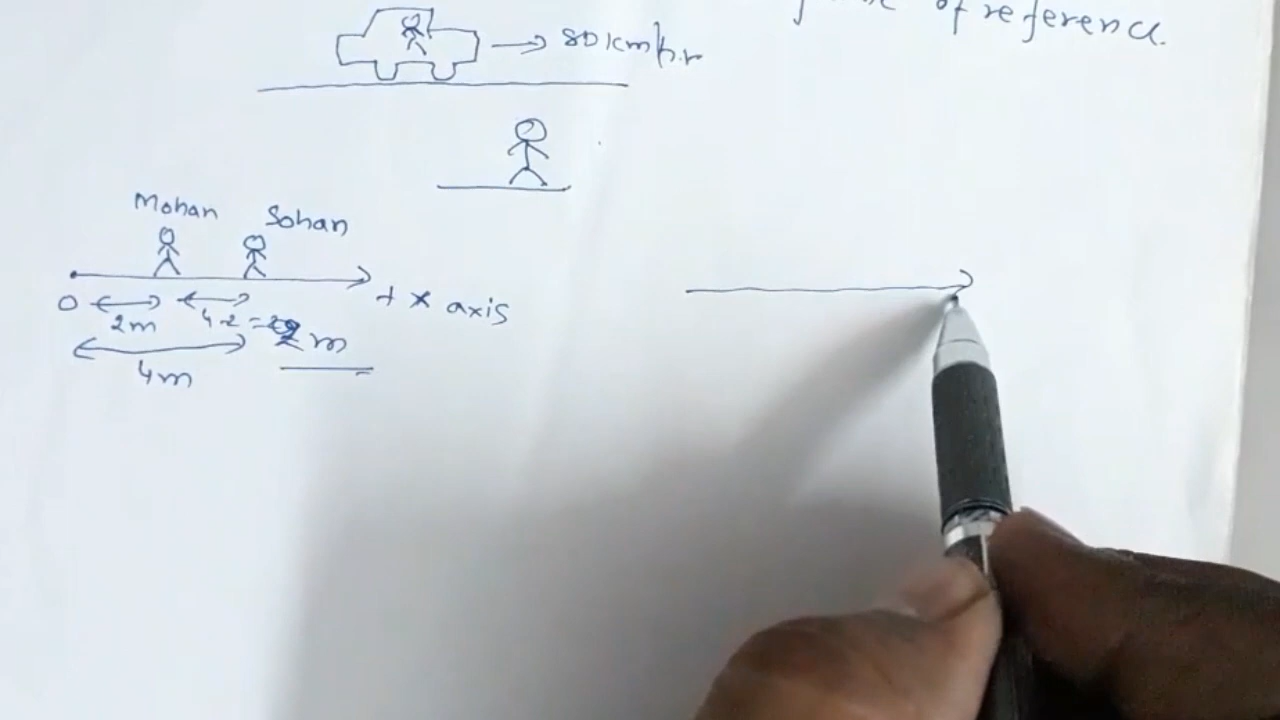 of reference.
→ 80 km/hr
Mohan
Sohan
0
2m
4-2 = 2m
+ x axis
4m